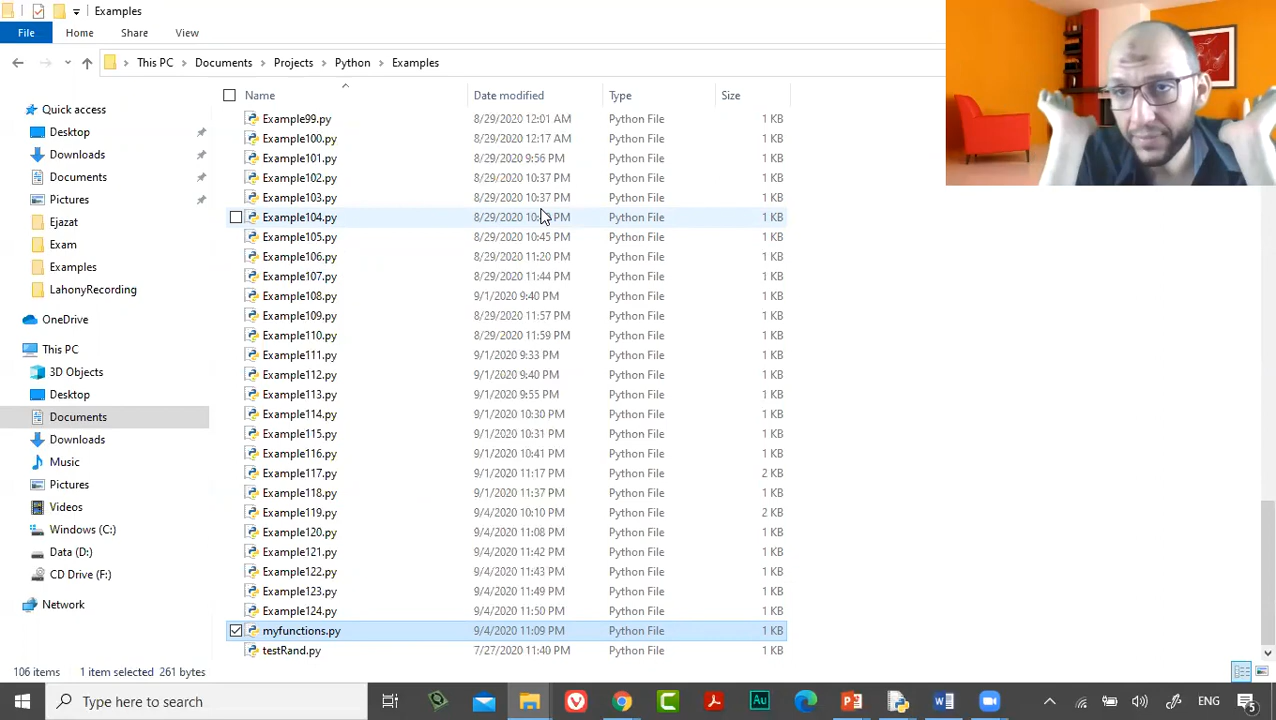 Examples
File Home Share View
This PC Documents Projects Python Examples
Name Date modified Type Size
Quick access
Desktop
Downloads
Documents
Pictures
Ejazat
Exam
Examples
LahonyRecording
OneDrive
This PC
3D Objects
Desktop
Documents
Downloads
Music
Pictures
Videos
Windows (C:)
Data (D:)
CD Drive (F:)
Network
Example99.py 8/29/2020 12:01 AM Python File 1 KB
Example100.py 8/29/2020 12:17 AM Python File 1 KB
Example101.py 8/29/2020 9:56 PM Python File 1 KB
Example102.py 8/29/2020 10:37 PM Python File 1 KB
Example103.py 8/29/2020 10:37 PM Python File 1 KB
Example104.py 8/29/2020 PM Python File 1 KB
Example105.py 8/29/2020 10:45 PM Python File 1 KB
Example106.py 8/29/2020 11:20 PM Python File 1 KB
Example107.py 8/29/2020 11:44 PM Python File 1 KB
Example108.py 9/1/2020 9:40 PM Python File 1 KB
Example109.py 8/29/2020 11:57 PM Python File 1 KB
Example110.py 8/29/2020 11:59 PM Python File 1 KB
Example111.py 9/1/2020 9:33 PM Python File 1 KB
Example112.py 9/1/2020 9:40 PM Python File 1 KB
Example113.py 9/1/2020 9:55 PM Python File 1 KB
Example114.py 9/1/2020 10:30 PM Python File 1 KB
Example115.py 9/1/2020 10:31 PM Python File 1 KB
Example116.py 9/1/2020 10:41 PM Python File 1 KB
Example117.py 9/1/2020 11:17 PM Python File 2 KB
Example118.py 9/1/2020 11:37 PM Python File 1 KB
Example119.py 9/4/2020 10:10 PM Python File 2 KB
Example120.py 9/4/2020 11:08 PM Python File 1 KB
Example121.py 9/4/2020 11:42 PM Python File 1 KB
Example122.py 9/4/2020 11:43 PM Python File 1 KB
Example123.py 9/4/2020 11:49 PM Python File 1 KB
Example124.py 9/4/2020 11:50 PM Python File 1 KB
myfunctions.py 9/4/2020 11:09 PM Python File 1 KB
testRand.py 7/27/2020 11:40 PM Python File 1 KB
106 items 1 item selected 261 bytes
Type here to search Au ENG 5